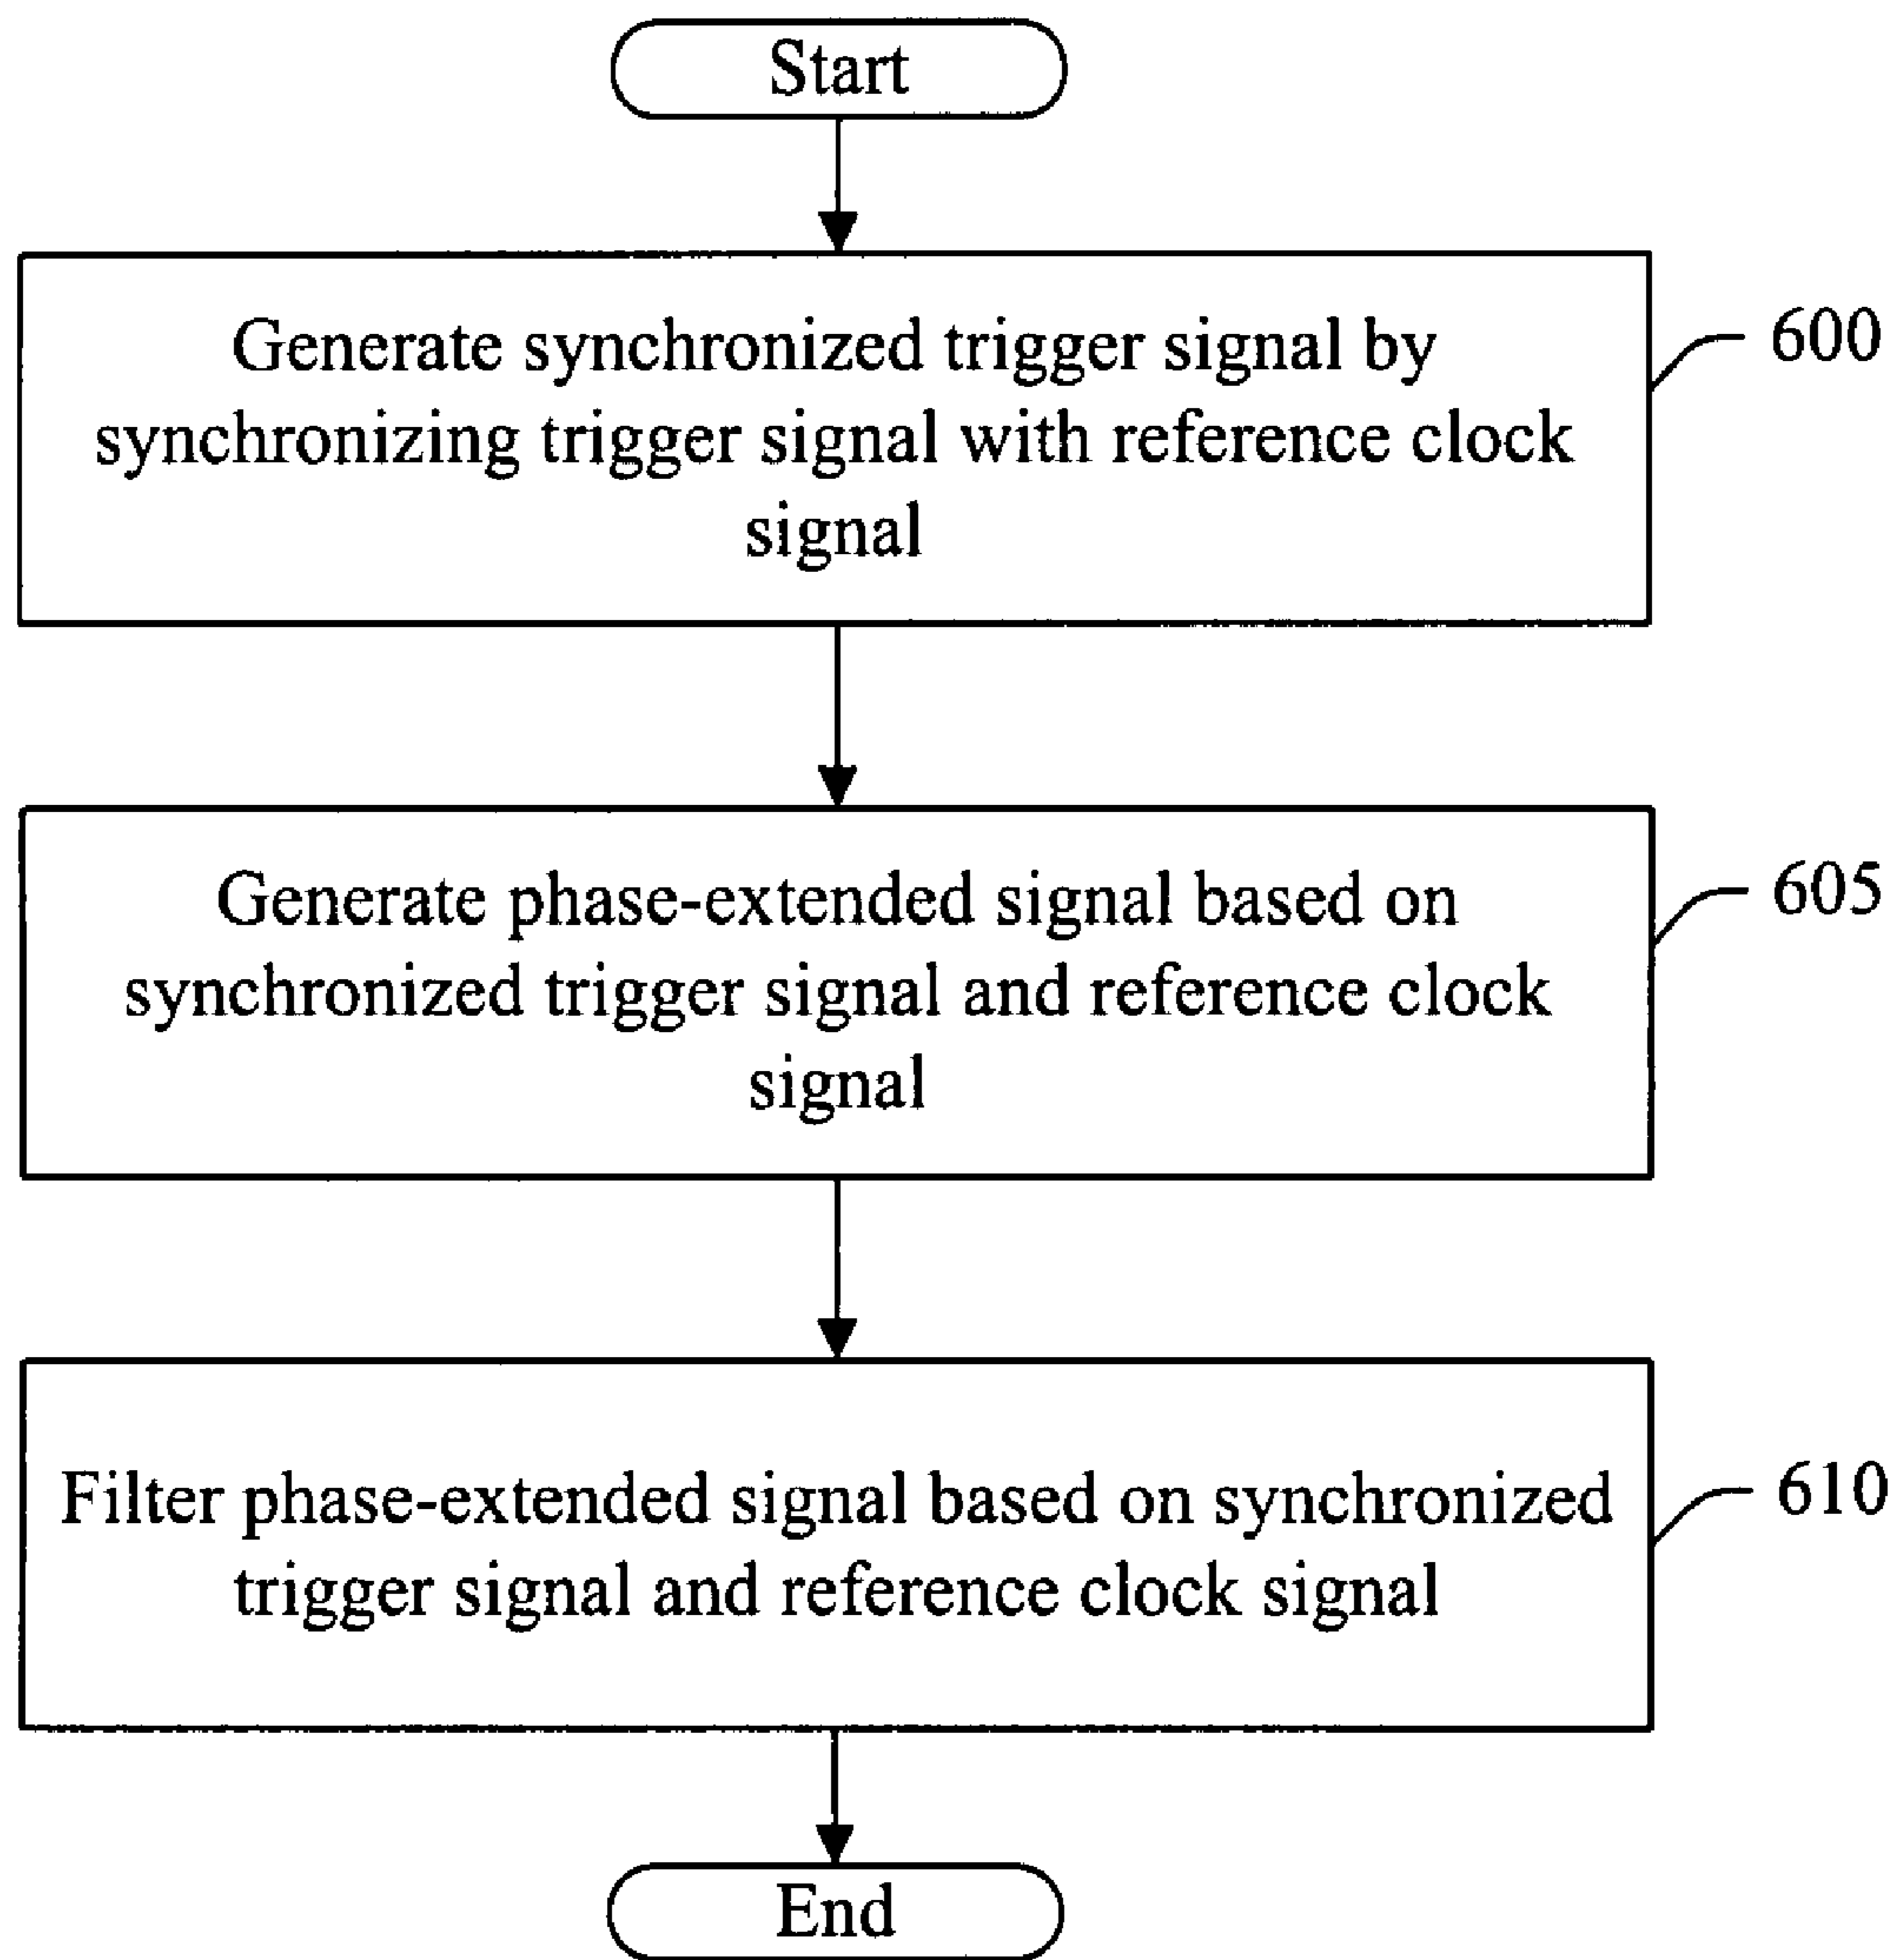 Start
Generate synchronized trigger signal by
synchronizing trigger signal with reference clock
signal
600
Generate phase-extended signal based on
synchronized trigger signal and reference clock
signal
605
Filter phase-extended signal based on synchronized
trigger signal and reference clock signal
610
End